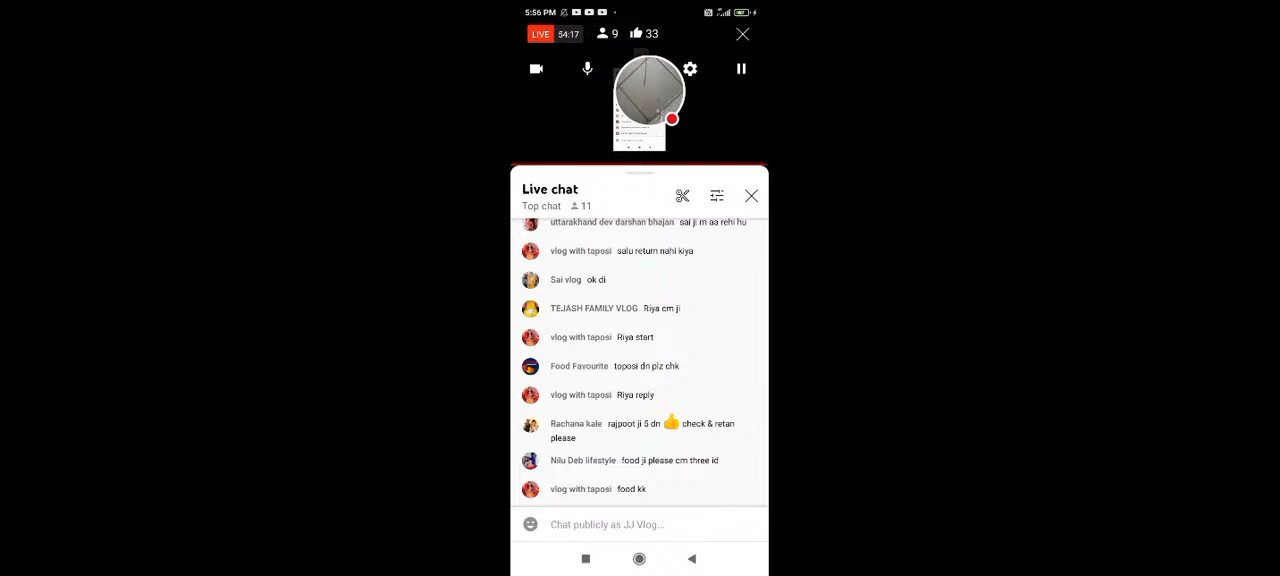 5:56 PM
LIVE 54:17 9 33
Live chat
Top chat 11
uttarakhand dev darshan bhajan sai ji m aa rehi hu
vlog with taposi salu return nahi kiya
Sai vlog ok di
TEJASH FAMILY VLOG Riya cm ji
vlog with taposi Riya start
Food Favourite toposi dn plz chk
vlog with taposi Riya reply
Rachana kale rajpoot ji 5 dn 👍 check & retan
please
Nilu Deb lifestyle food ji please cm three id
vlog with taposi food kk
Chat publicly as JJ Vlog...